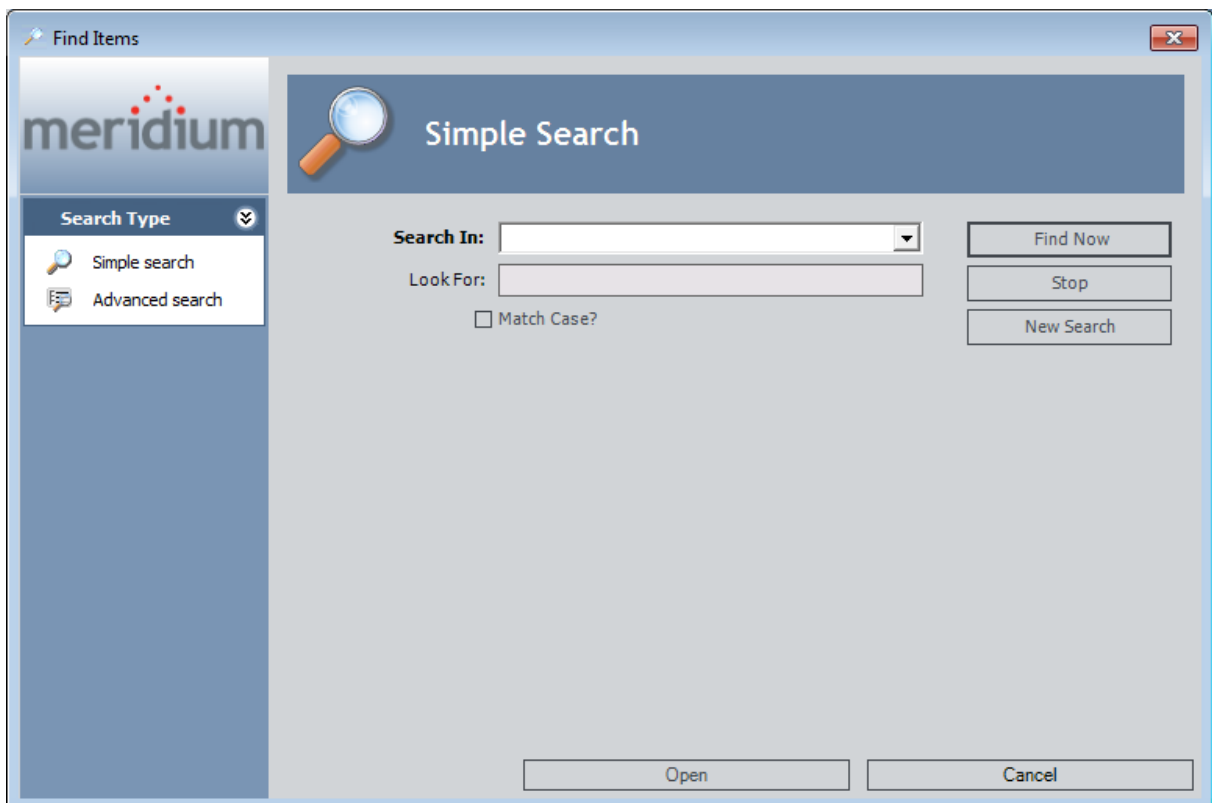 Find Items
meridium
Simple Search
Search Type
Simple search
Advanced search
Search In:
Look For:
Match Case?
Find Now
Stop
New Search
Open
Cancel